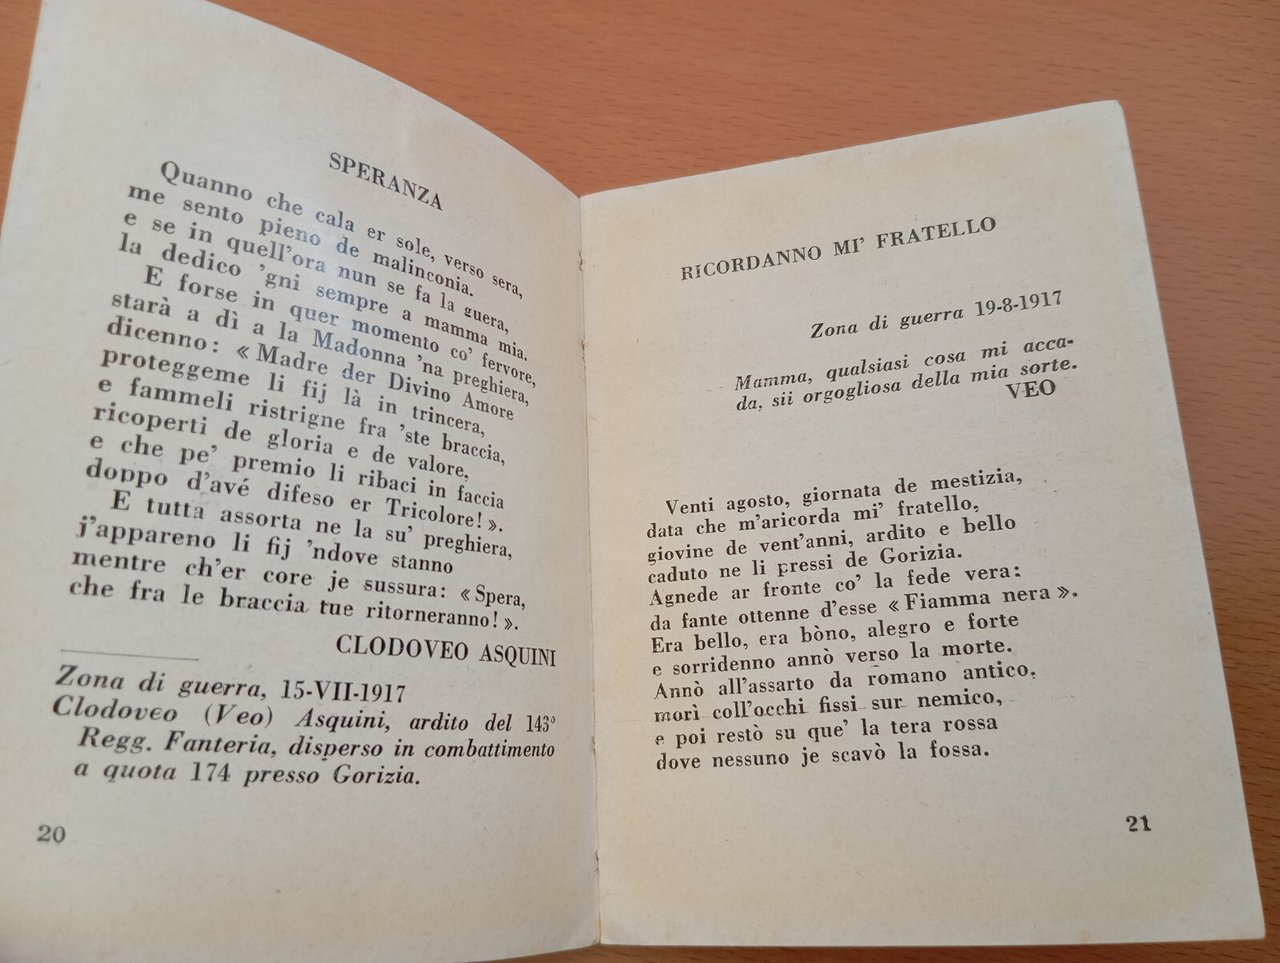 SPERANZA
Quanno che cala er sole, verso sera,
me sento pieno de malinconia.
e se in quell'ora nun se fa la guera,
la dedico 'gni sempre a mamma mia.
E forse in quer momento co' fervore,
starà a dì a la Madonna 'na preghiera,
dicenno: « Madre der Divino Amore
proteggeme li fij là in trincera,
e fammeli ristrigne fra 'ste braccia,
ricoperti de gloria e de valore,
e che pe' premio li ribaci in faccia
doppo d'avé difeso er Tricolore! ».
E tutta assorta ne la su' preghiera,
j'appareno li fij 'ndove stanno
mentre ch'er core je sussura: « Spera,
che fra le braccia tue ritorneranno! ».
CLODOVEO ASQUINI
Zona di guerra, 15-VII-1917
Clodoveo (Veo) Asquini, ardito del 143°
Regg. Fanteria, disperso in combattimento
a quota 174 presso Gorizia.
20
RICORDANNO MI' FRATELLO
Zona di guerra 19-8-1917
Mamma, qualsiasi cosa mi acca-
da, sii orgogliosa della mia sorte.
VEO
Venti agosto, giornata de mestizia,
data che m'aricorda mi' fratello,
giovine de vent'anni, ardito e bello
caduto ne li pressi de Gorizia.
Agnede ar fronte co' la fede vera:
da fante ottenne d'esse « Fiamma nera ».
Era bello, era bòno, alegro e forte
e sorridenno annò verso la morte.
Annò all'assarto da romano antico,
morì coll'occhi fissi sur nemico,
e poi restò su que' la tera rossa
dove nessuno je scavò la fossa.
21